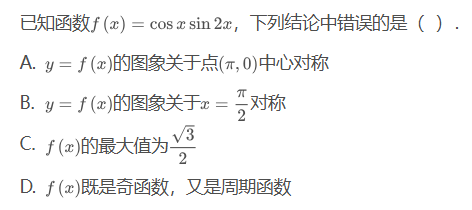 已知函数f (x) = cos x sin 2x，下列结论中错误的是（ ）.
A. y = f (x)的图象关于点(π, 0)中心对称
B. y = f (x)的图象关于x = π/2对称
C. f (x)的最大值为√3/2
D. f (x)既是奇函数，又是周期函数